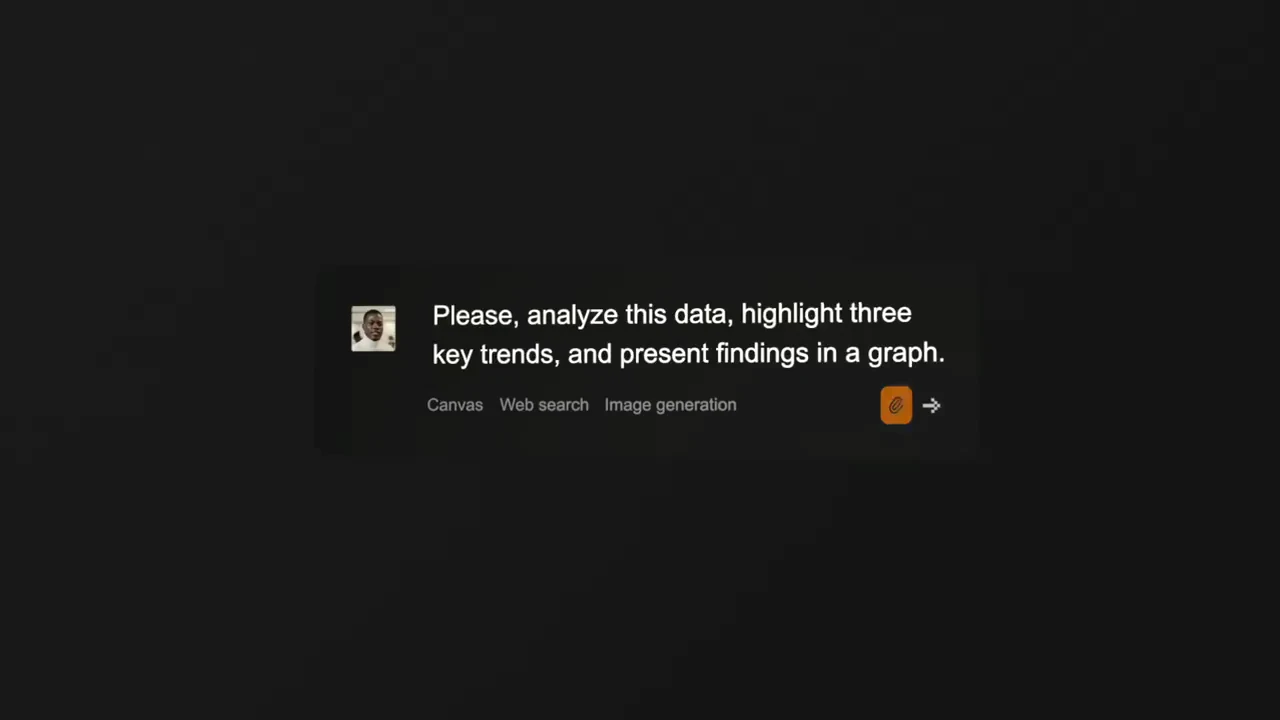 Please, analyze this data, highlight three
key trends, and present findings in a graph.
Canvas Web search Image generation